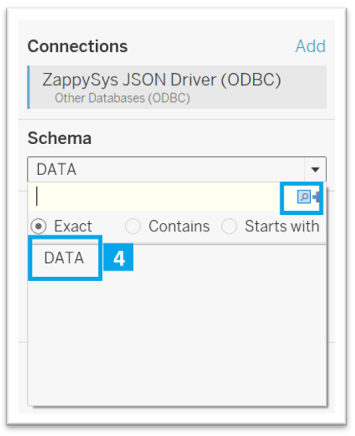 Connections Add
ZappySys JSON Driver (ODBC)
Other Databases (ODBC)
Schema
DATA
Exact Contains Starts with
DATA 4